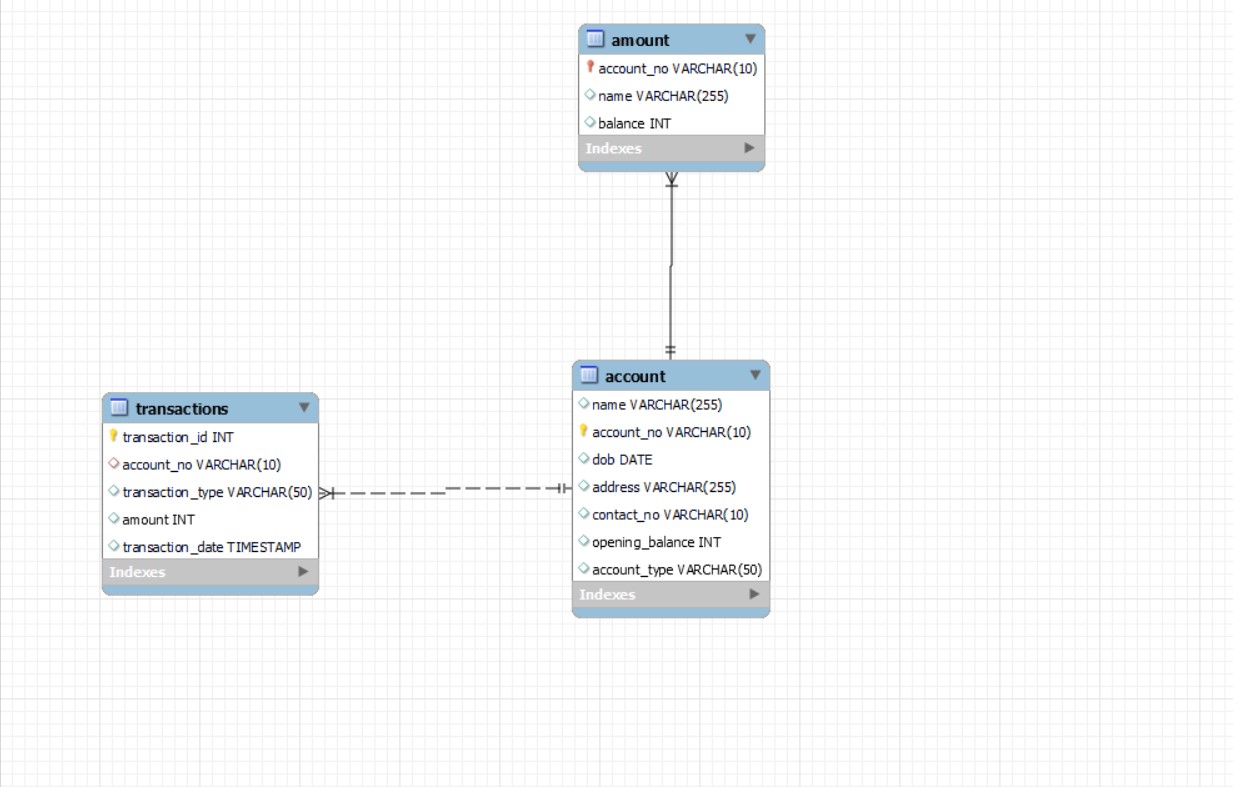 amount
account_no VARCHAR(10)
name VARCHAR(255)
balance INT
Indexes
account
name VARCHAR(255)
account_no VARCHAR(10)
dob DATE
address VARCHAR(255)
contact_no VARCHAR(10)
opening_balance INT
account_type VARCHAR(50)
Indexes
transactions
transaction_id INT
account_no VARCHAR(10)
transaction_type VARCHAR(50)
amount INT
transaction_date TIMESTAMP
Indexes